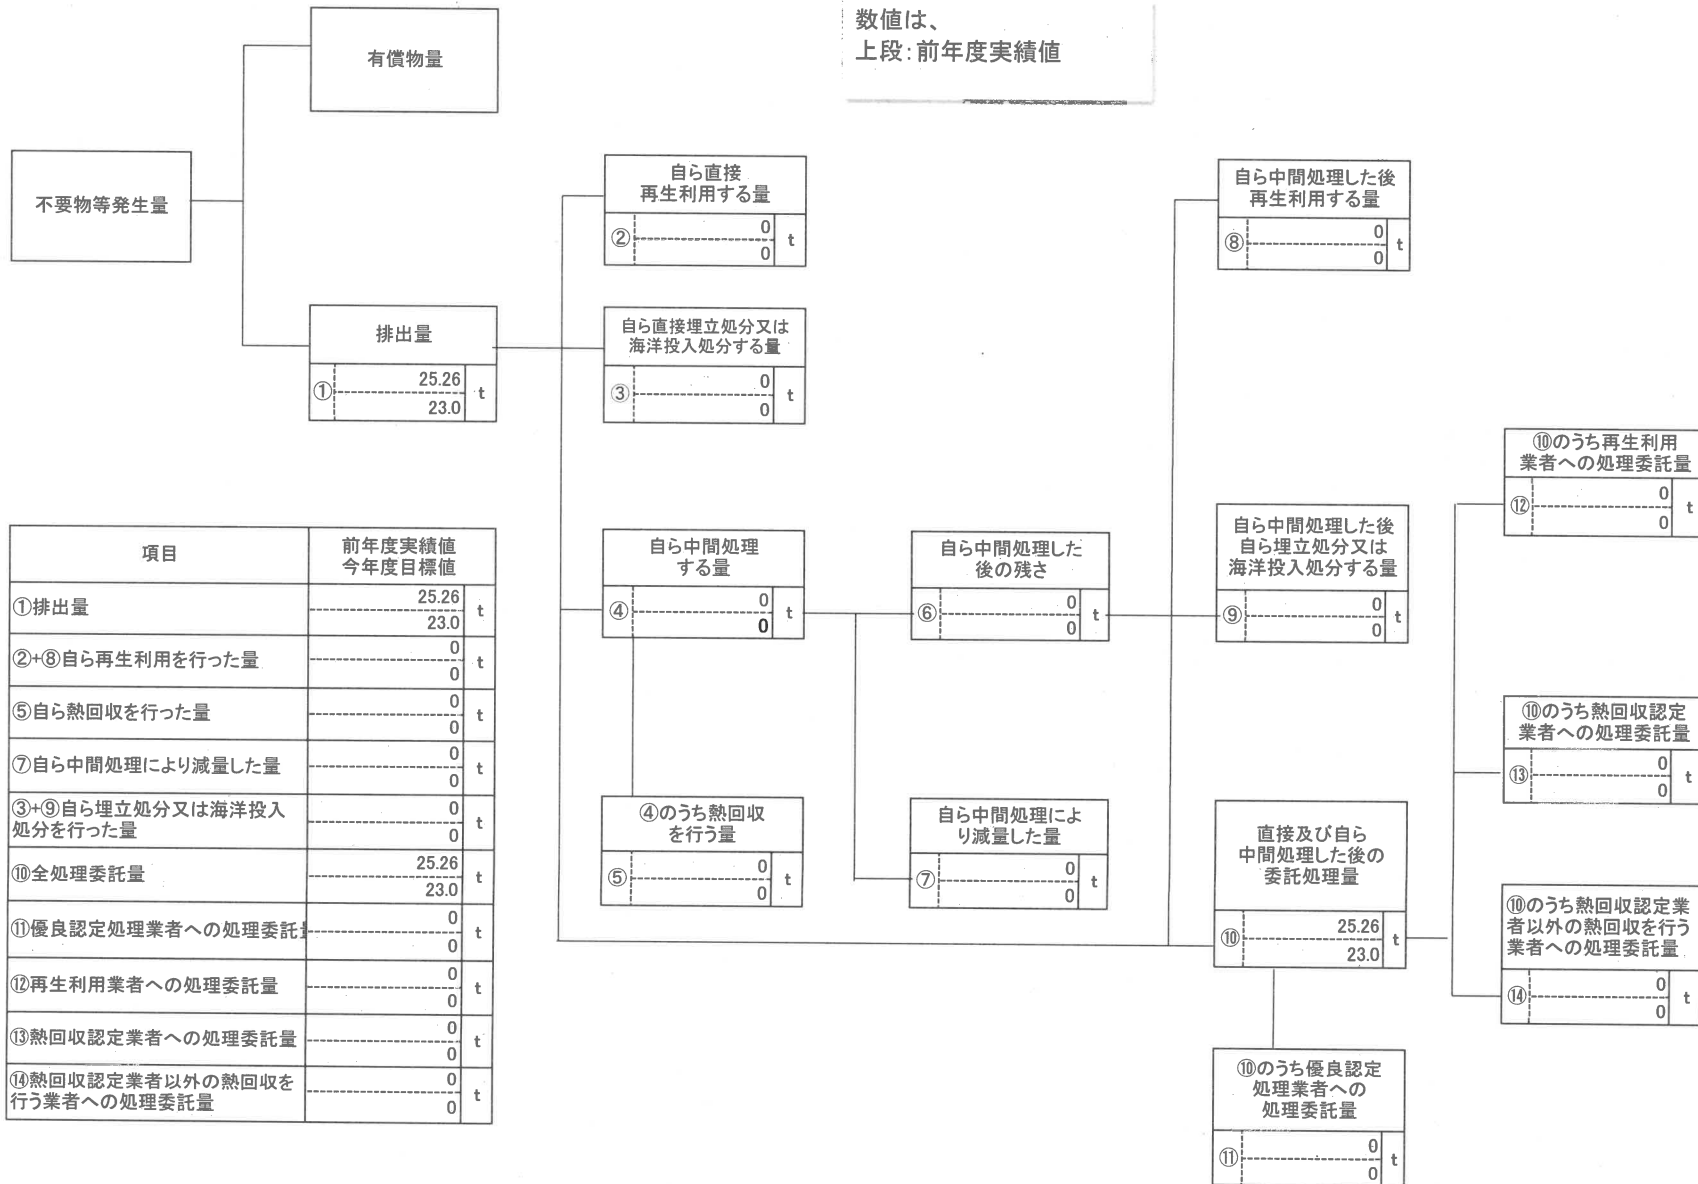 数値は、
上段：前年度実績値
有償物量
不要物等発生量
排出量
① 25.26 t
23.0
自ら直接
再生利用する量
② 0 t
0
自ら直接埋立処分又は
海洋投入処分する量
③ 0 t
0
自ら中間処理
する量
④ 0 t
0
④のうち熱回収
を行う量
⑤ 0 t
0
自ら中間処理した
後の残さ
⑥ 0 t
0
自ら中間処理によ
り減量した量
⑦ 0 t
0
自ら中間処理した後
再生利用する量
⑧ 0 t
0
自ら中間処理した後
自ら埋立処分又は
海洋投入処分する量
⑨ 0 t
0
直接及び自ら
中間処理した後の
委託処理量
⑩ 25.26 t
23.0
⑩のうち優良認定
処理業者への
処理委託量
⑪ 0 t
0
⑩のうち再生利用
業者への処理委託量
⑫ 0 t
0
⑩のうち熱回収認定
業者への処理委託量
⑬ 0 t
0
⑩のうち熱回収認定業
者以外の熱回収を行う
業者への処理委託量
⑭ 0 t
0
項目
前年度実績値
今年度目標値
①排出量 25.26 t
23.0
②+⑧自ら再生利用を行った量 0 t
0
⑤自ら熱回収を行った量 0 t
0
⑦自ら中間処理により減量した量 0 t
0
③+⑨自ら埋立処分又は海洋投入
処分を行った量 0 t
0
⑩全処理委託量 25.26 t
23.0
⑪優良認定処理業者への処理委託 0 t
0
⑫再生利用業者への処理委託量 0 t
0
⑬熱回収認定業者への処理委託量 0 t
0
⑭熱回収認定業者以外の熱回収を
行う業者への処理委託量 0 t
0